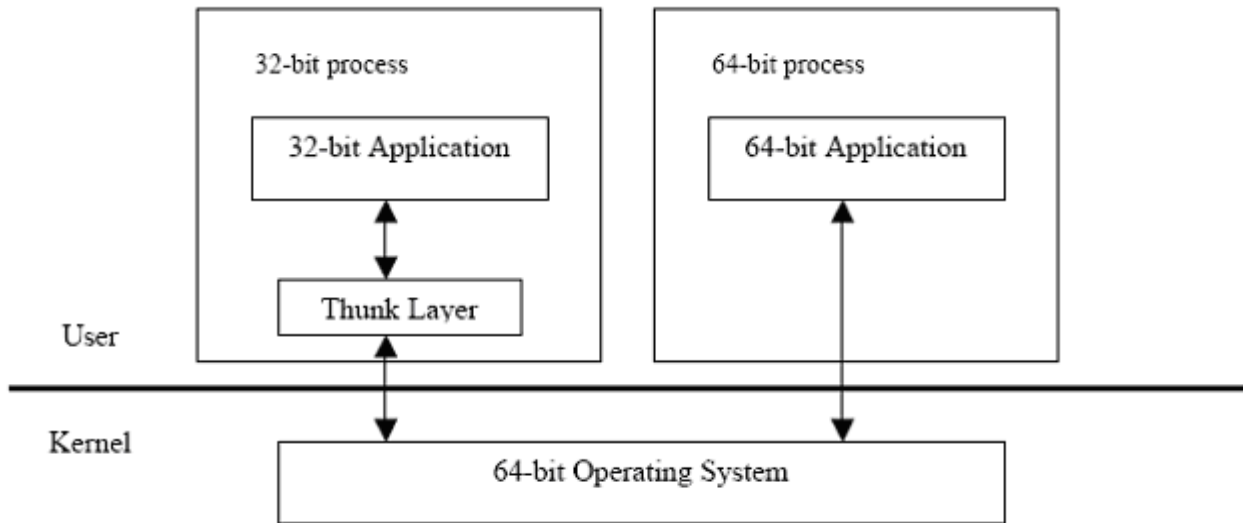 32-bit process
64-bit process
32-bit Application
64-bit Application
Thunk Layer
User
Kernel
64-bit Operating System